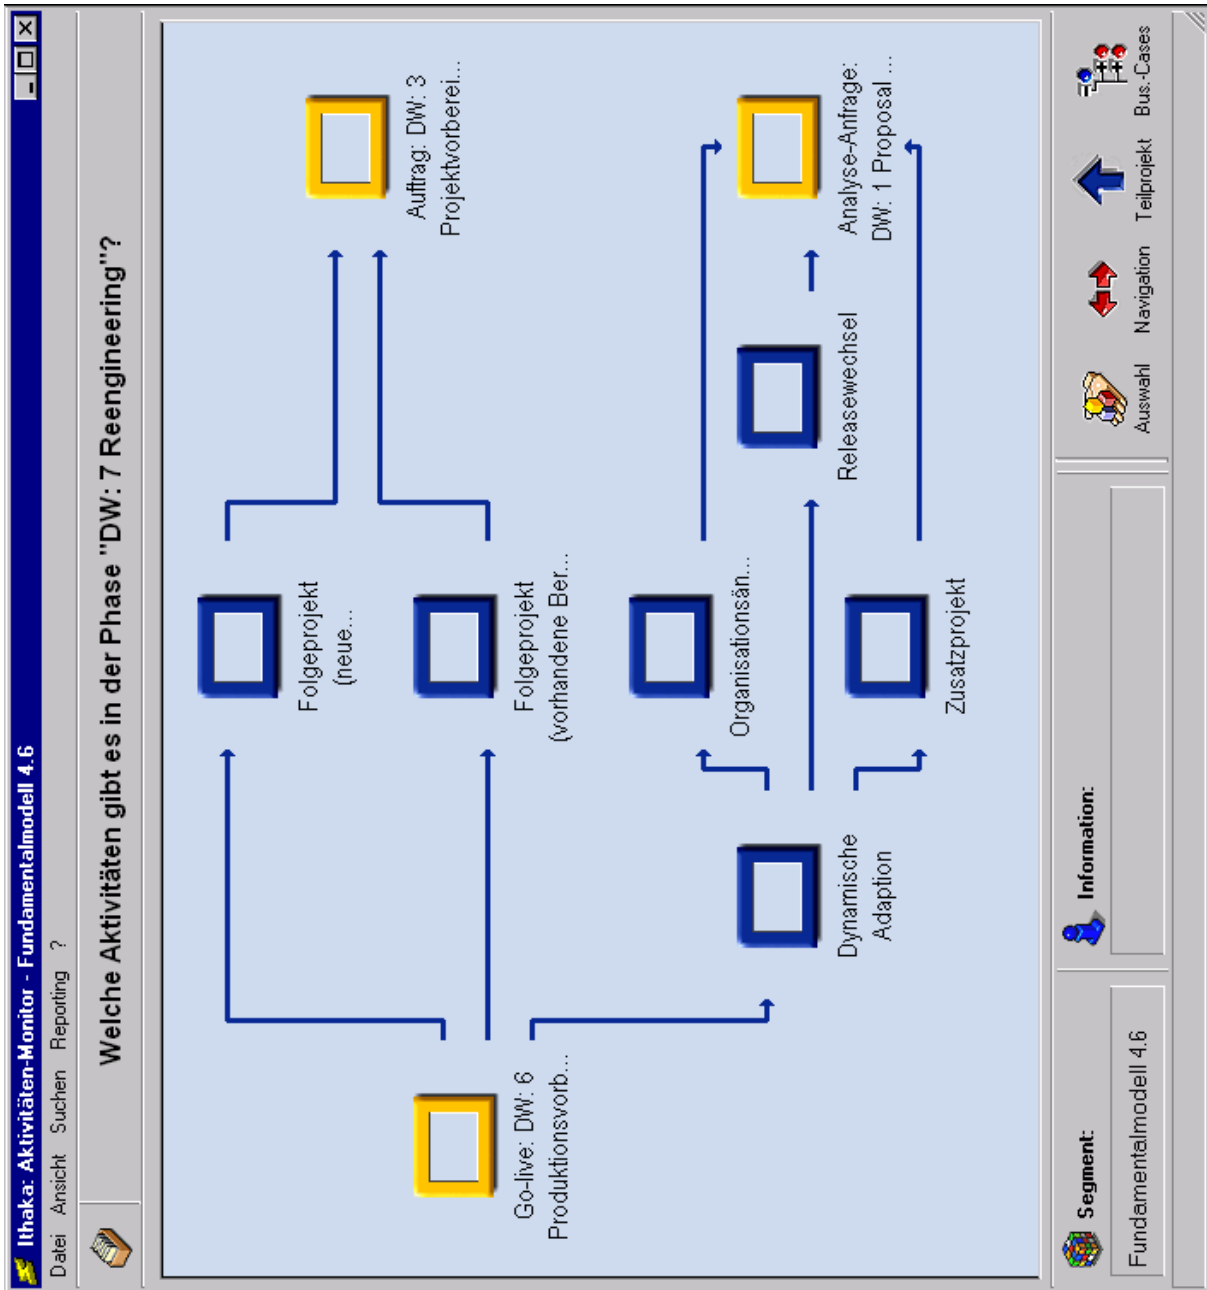 Ithaka: Aktivitäten-Monitor - Fundamentalmodell 4.6
Datei Ansicht Suchen Reporting ?
Welche Aktivitäten gibt es in der Phase "DW: 7 Reengineering"?
Folgeprojekt
(neue...
Auftrag: DW: 3
Projektvorberei...
Go-live: DW: 6
Produktionsvorb...
Folgeprojekt
(vorhandene Ber...
Organisationsän...
Dynamische
Adaption
Releasewechsel
Analyse-Anfrage:
DW: 1 Proposal ...
Zusatzprojekt
Segment:
Fundamentalmodell 4.6
Information:
Auswahl
Navigation
Teilprojekt
Bus.-Cases